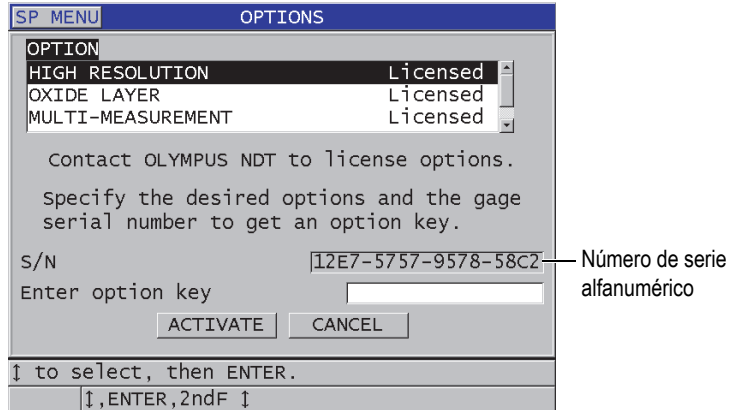 SP MENU OPTIONS
OPTION
HIGH RESOLUTION Licensed
OXIDE LAYER Licensed
MULTI-MEASUREMENT Licensed
Contact OLYMPUS NDT to license options.
Specify the desired options and the gage
serial number to get an option key.
S/N 12E7-5757-9578-58C2
Número de serie
alfanumérico
Enter option key
ACTIVATE CANCEL
↕ to select, then ENTER.
↕,ENTER,2ndF ↕